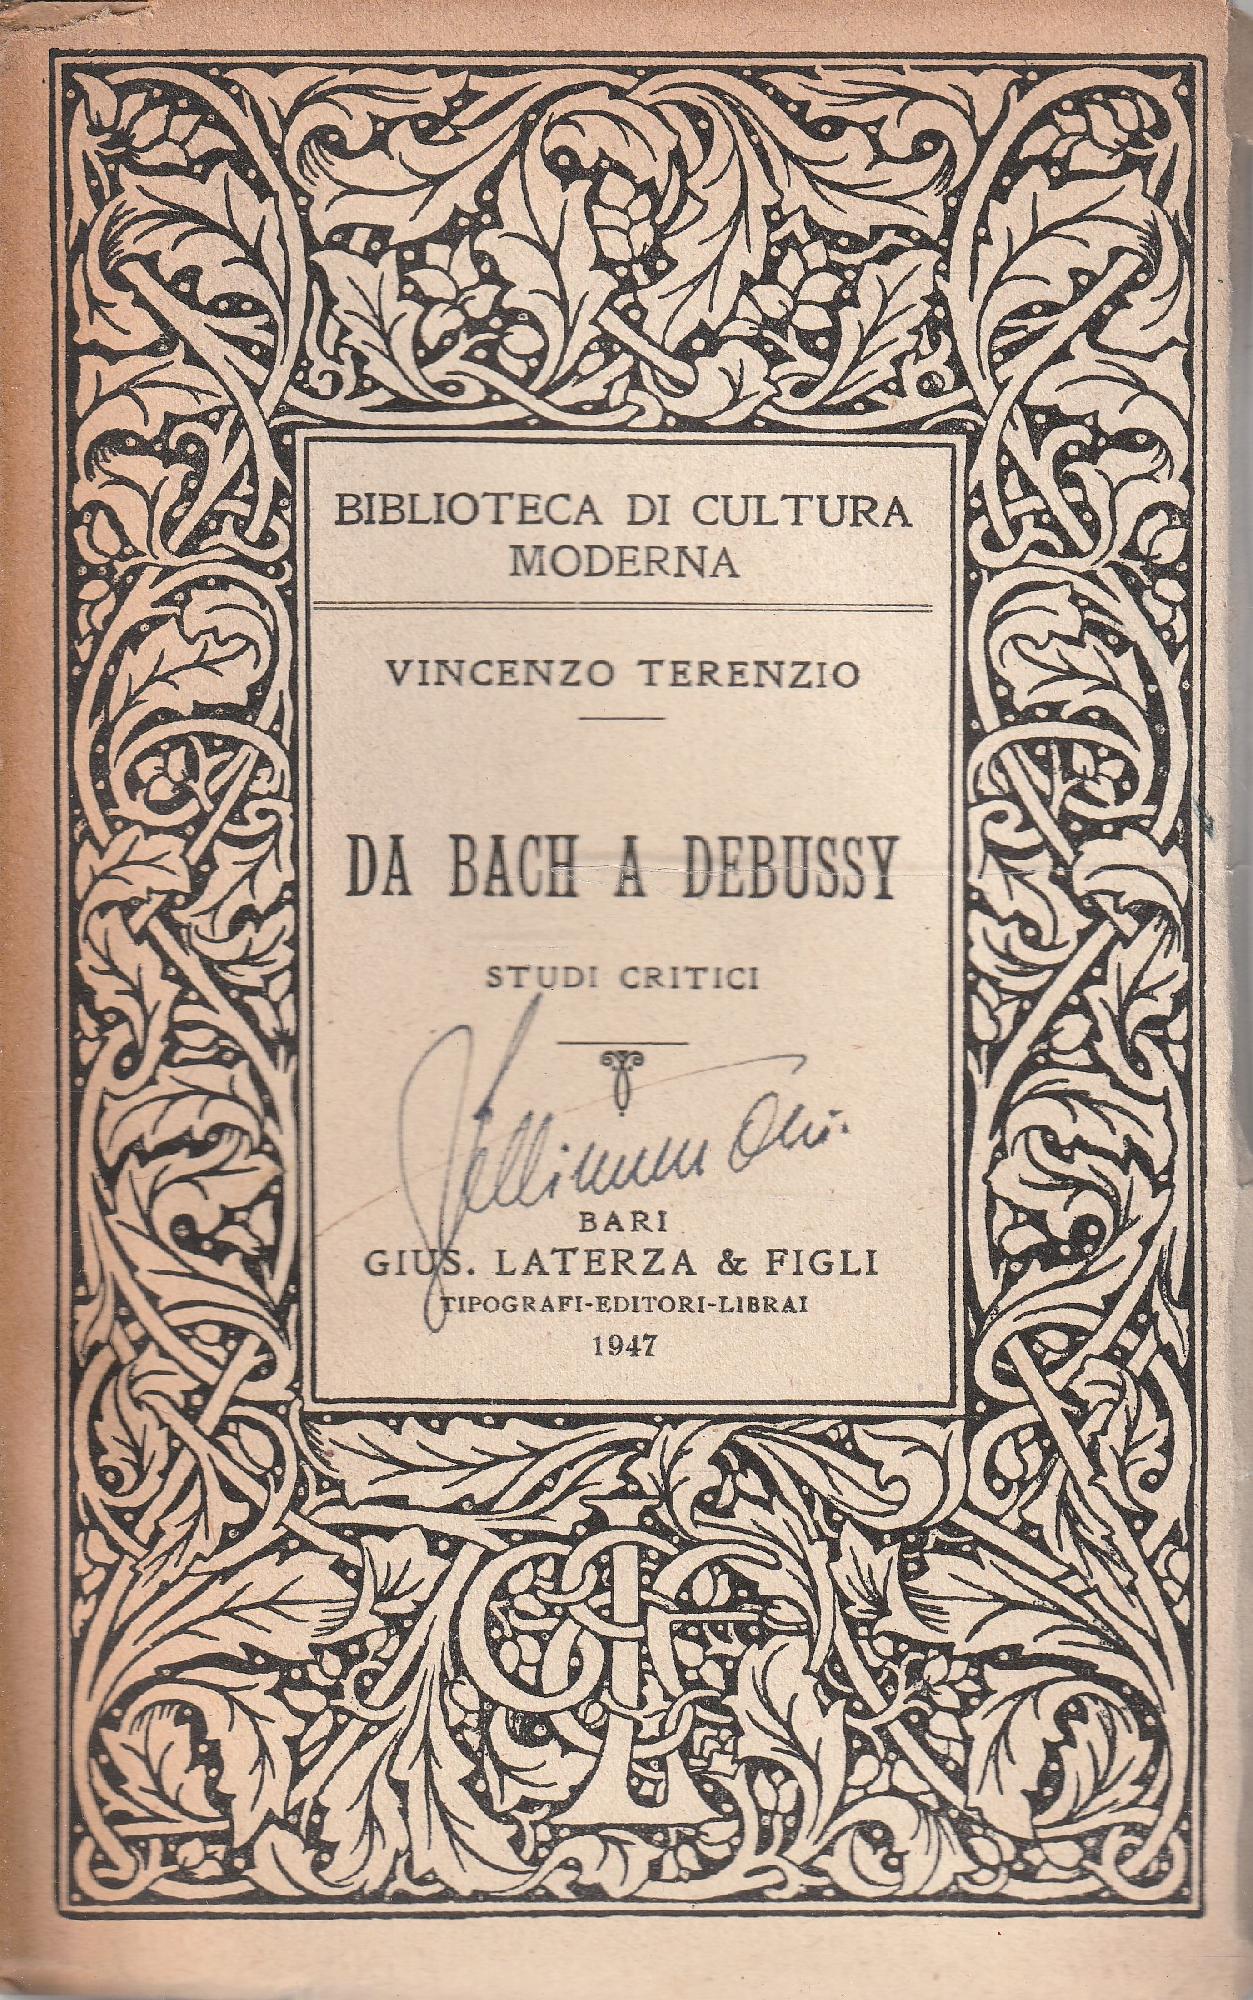 BIBLIOTECA DI CULTURA
MODERNA
VINCENZO TERENZIO
DA BACH A DEBUSSY
STUDI CRITICI
BARI
GIUS. LATERZA & FIGLI
TIPOGRAFI-EDITORI-LIBRAI
1947